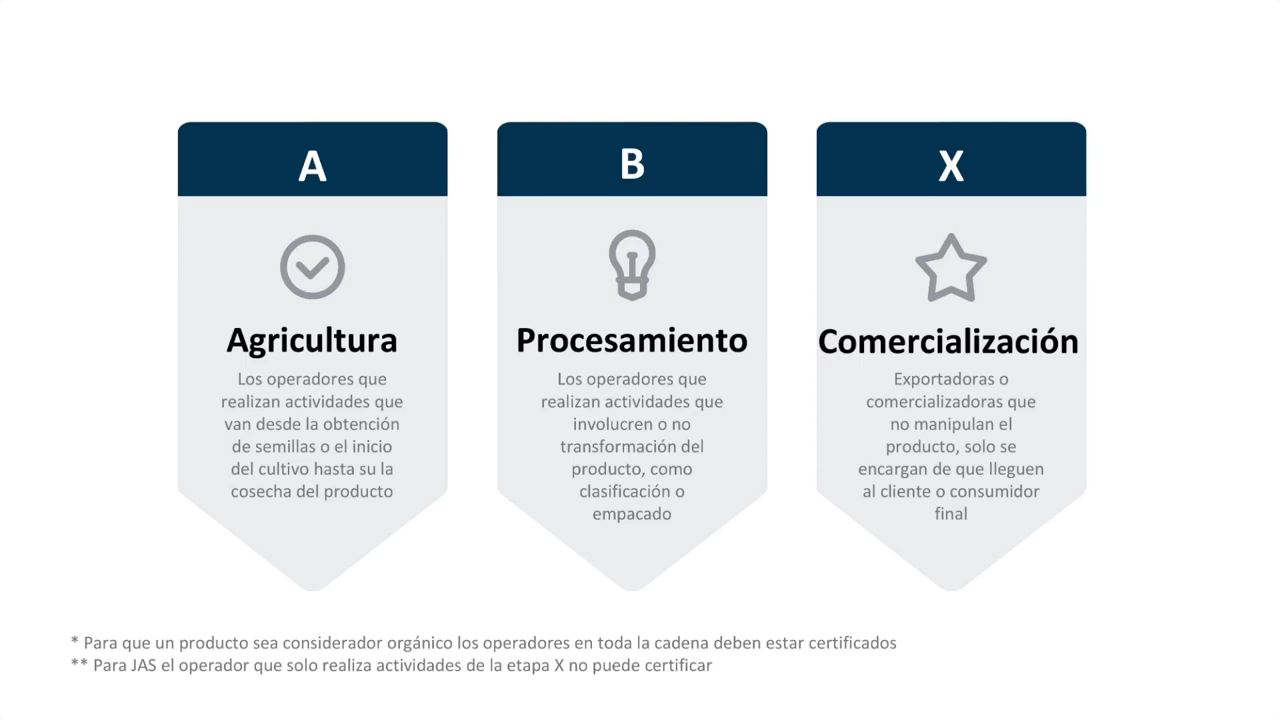 A
Agricultura
Los operadores que
realizan actividades que
van desde la obtención
de semillas o el inicio
del cultivo hasta su la
cosecha del producto
B
Procesamiento
Los operadores que
realizan actividades que
involucren o no
transformación del
producto, como
clasificación o
empacado
X
Comercialización
Exportadoras o
comercializadoras que
no manipulan el
producto, solo se
encargan de que lleguen
al cliente o consumidor
final
* Para que un producto sea considerador orgánico los operadores en toda la cadena deben estar certificados
** Para JAS el operador que solo realiza actividades de la etapa X no puede certificar